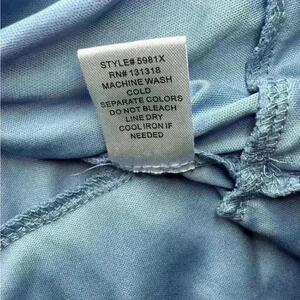 STYLE# 5981X
RN# 131318
MACHINE WASH
COLD
SEPARATE COLORS
DO NOT BLEACH
LINE DRY
COOL IRON IF
NEEDED